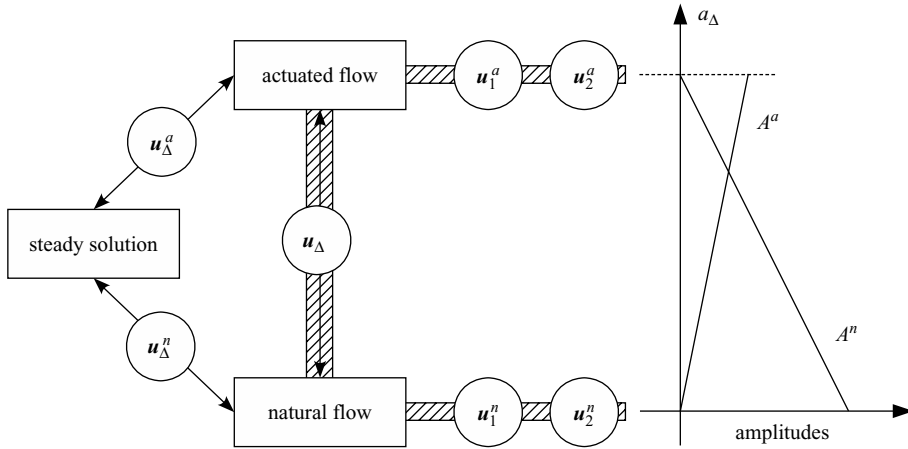 a_Δ
actuated flow
u_1^a
u_2^a
A^a
u_Δ^a
steady solution
u_Δ
u_Δ^n
A^n
natural flow
u_1^n
u_2^n
amplitudes